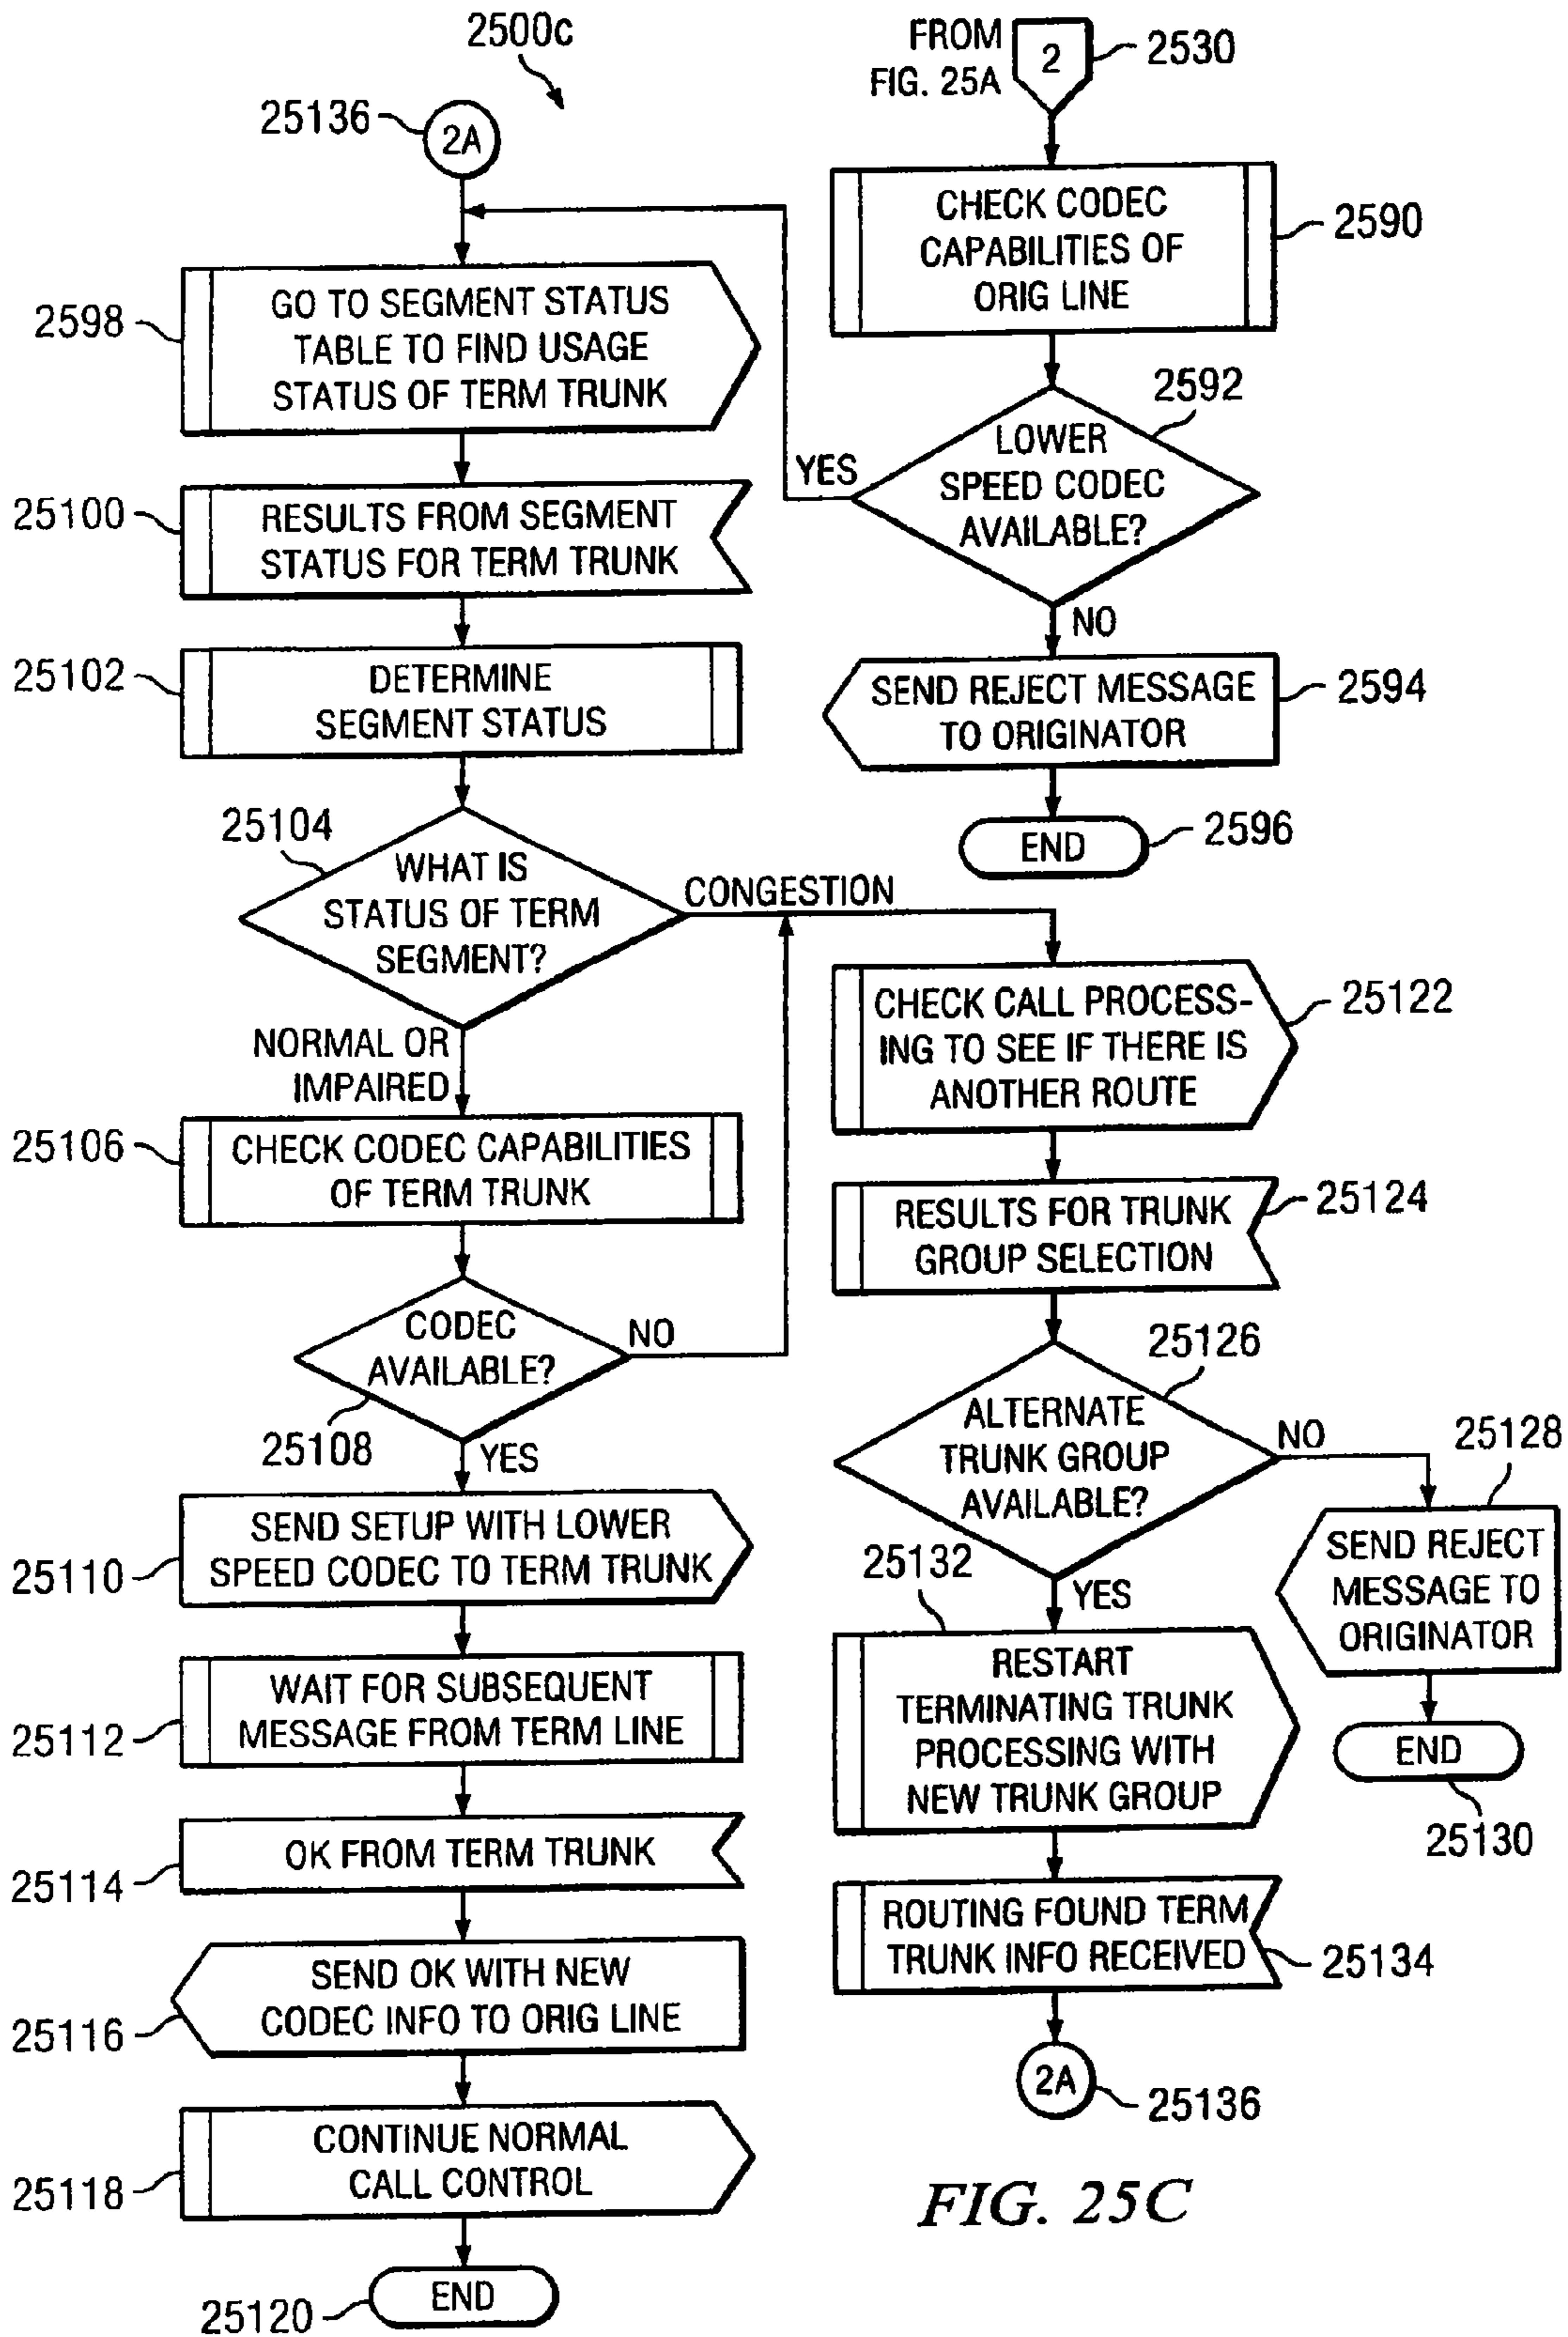 2500c
25136
2A
2598
GO TO SEGMENT STATUS
TABLE TO FIND USAGE
STATUS OF TERM TRUNK
25100
RESULTS FROM SEGMENT
STATUS FOR TERM TRUNK
25102
DETERMINE
SEGMENT STATUS
25104
WHAT IS
STATUS OF TERM
SEGMENT?
CONGESTION
NORMAL OR
IMPAIRED
25106
CHECK CODEC CAPABILITIES
OF TERM TRUNK
CODEC
AVAILABLE?
NO
25108
YES
SEND SETUP WITH LOWER
SPEED CODEC TO TERM TRUNK
25110
WAIT FOR SUBSEQUENT
MESSAGE FROM TERM LINE
25112
OK FROM TERM TRUNK
25114
SEND OK WITH NEW
CODEC INFO TO ORIG LINE
25116
CONTINUE NORMAL
CALL CONTROL
25118
END
25120
FROM
FIG. 25A
2
2530
CHECK CODEC
CAPABILITIES OF
ORIG LINE
2590
2592
LOWER
SPEED CODEC
AVAILABLE?
YES
NO
SEND REJECT MESSAGE
TO ORIGINATOR
2594
END
2596
CHECK CALL PROCESS-
ING TO SEE IF THERE IS
ANOTHER ROUTE
25122
RESULTS FOR TRUNK
GROUP SELECTION
25124
25126
ALTERNATE
TRUNK GROUP
AVAILABLE?
NO
25128
SEND REJECT
MESSAGE TO
ORIGINATOR
END
25130
25132
YES
RESTART
TERMINATING TRUNK
PROCESSING WITH
NEW TRUNK GROUP
ROUTING FOUND TERM
TRUNK INFO RECEIVED
25134
2A
25136
FIG. 25C